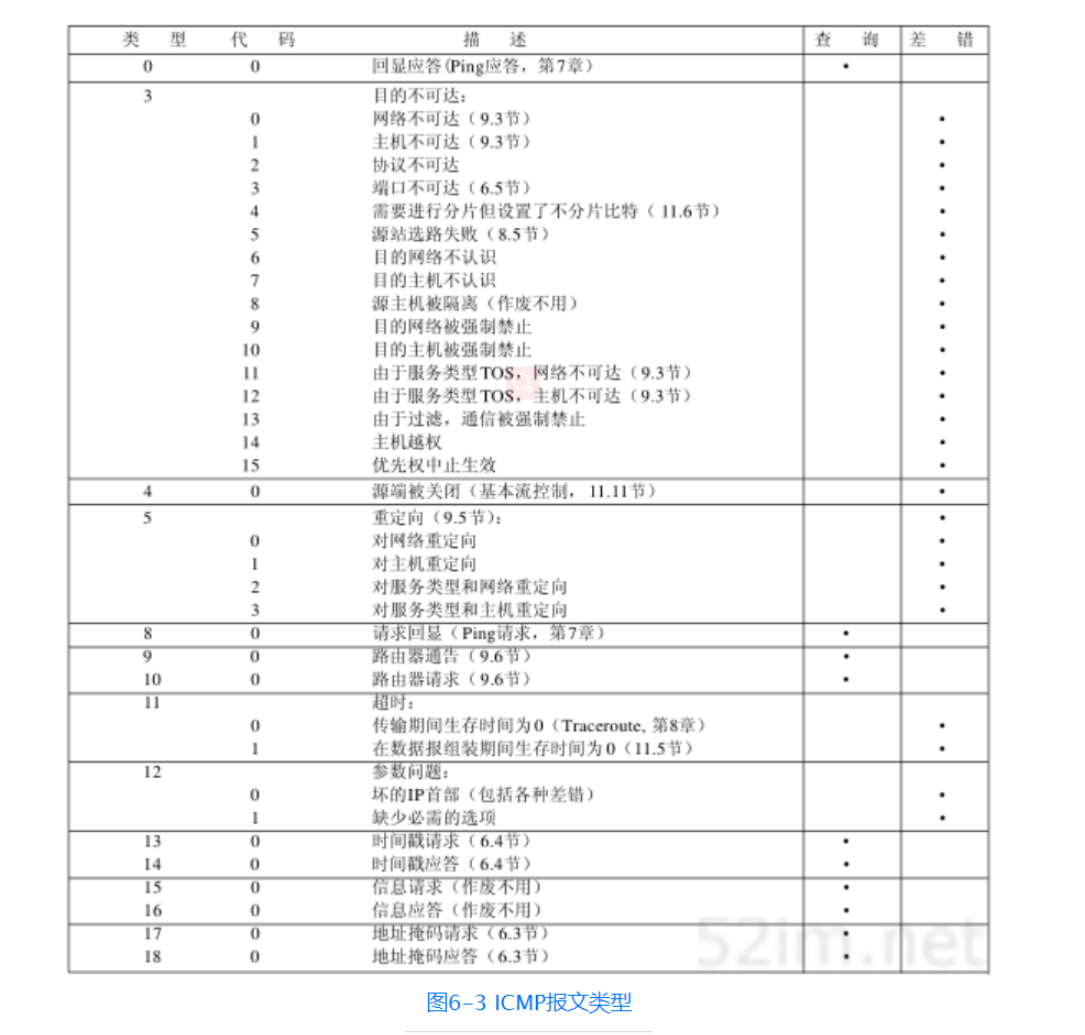 类 型 代 码 描 述 查 询 差 错
0 0 回显应答(Ping应答，第7章） •
3 目的不可达：
0 网络不可达（9.3节） •
1 主机不可达（9.3节） •
2 协议不可达 •
3 端口不可达（6.5节） •
4 需要进行分片但设置了不分片比特（11.6节） •
5 源站选路失败（8.5节） •
6 目的网络不认识 •
7 目的主机不认识 •
8 源主机被隔离（作废不用） •
9 目的网络被强制禁止 •
10 目的主机被强制禁止 •
11 由于服务类型TOS，网络不可达（9.3节） •
12 由于服务类型TOS，主机不可达（9.3节） •
13 由于过滤，通信被强制禁止 •
14 主机越权 •
15 优先权中止生效 •
4 0 源端被关闭（基本流控制，11.11节） •
5 重定向（9.5节）： •
0 对网络重定向 •
1 对主机重定向 •
2 对服务类型和网络重定向 •
3 对服务类型和主机重定向 •
8 0 请求回显（Ping请求，第7章） •
9 0 路由器通告（9.6节） •
10 0 路由器请求（9.6节） •
11 超时：
0 传输期间生存时间为0（Traceroute, 第8章） •
1 在数据报组装期间生存时间为0（11.5节） •
12 参数问题：
0 坏的IP首部（包括各种差错） •
1 缺少必需的选项 •
13 0 时间戳请求（6.4节） •
14 0 时间戳应答（6.4节） •
15 0 信息请求（作废不用） •
16 0 信息应答（作废不用） •
17 0 地址掩码请求（6.3节） •
18 0 地址掩码应答（6.3节） •
52im.net
图6-3 ICMP报文类型